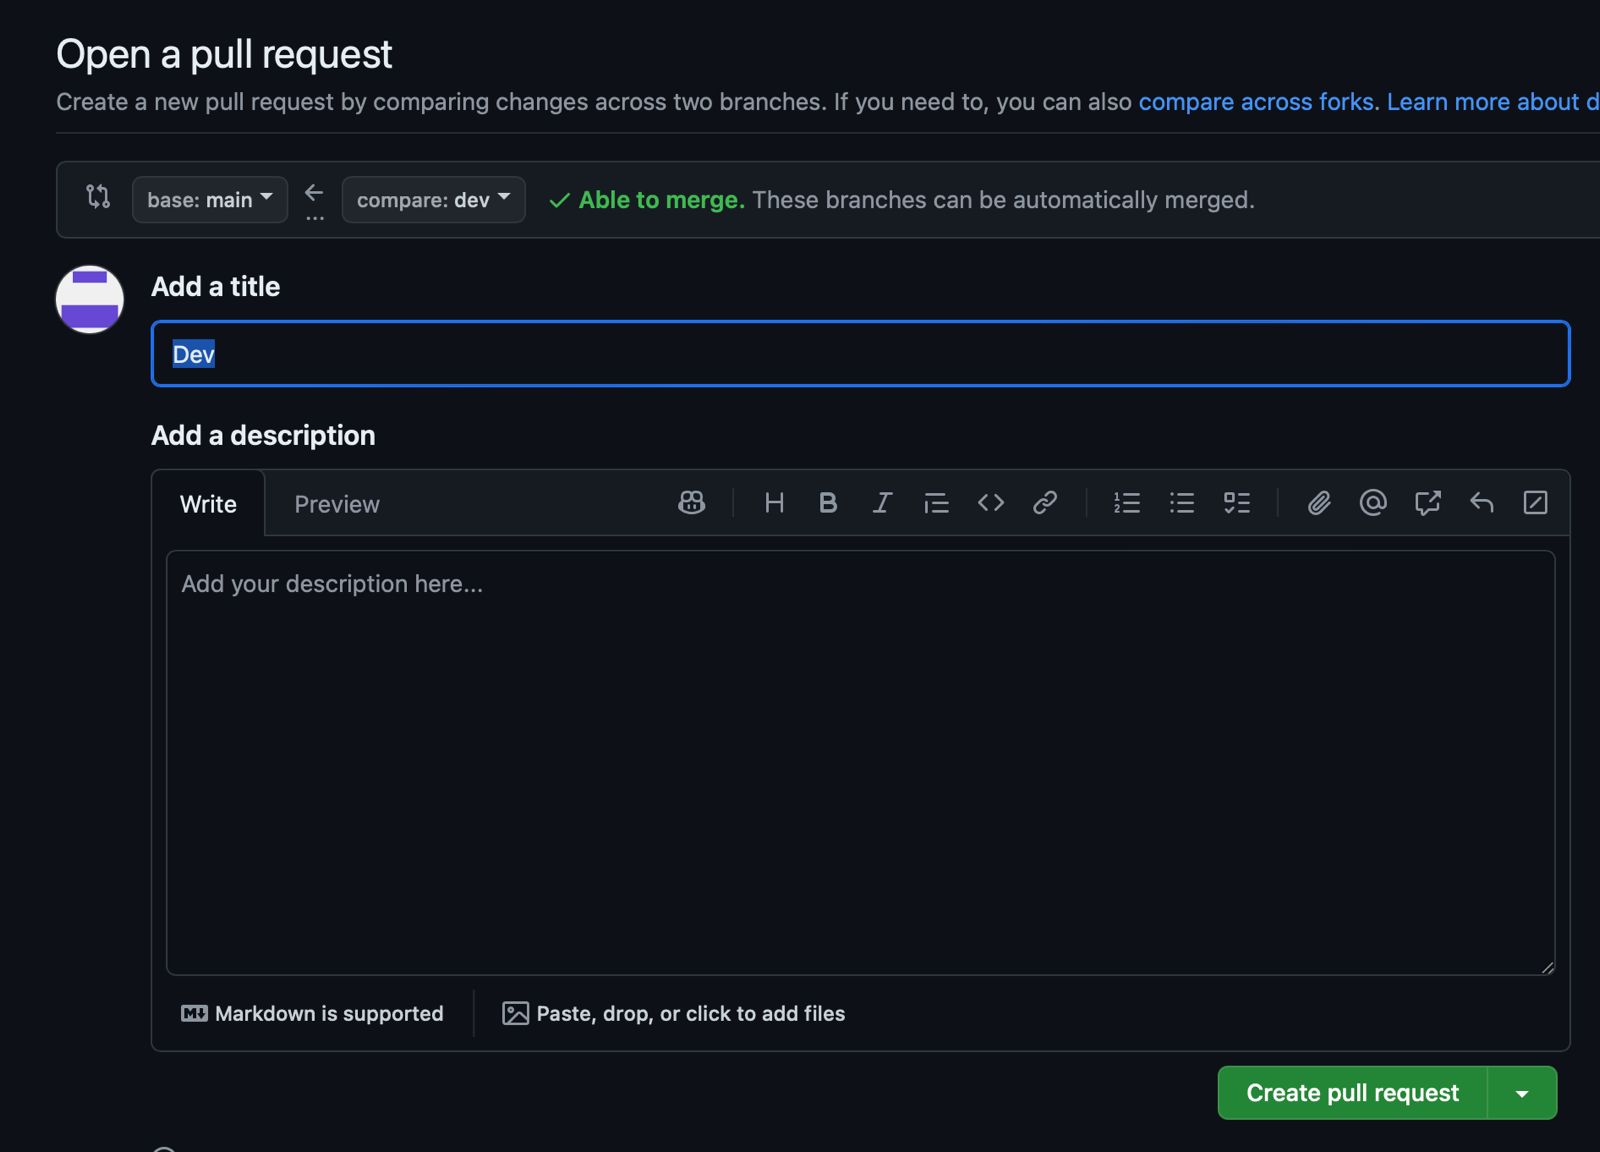 Open a pull request
Create a new pull request by comparing changes across two branches. If you need to, you can also compare across forks. Learn more about d
base: main
...
compare: dev
Able to merge. These branches can be automatically merged.
Add a title
Dev
Add a description
Write
Preview
H
B
I
Add your description here...
Markdown is supported
Paste, drop, or click to add files
Create pull request